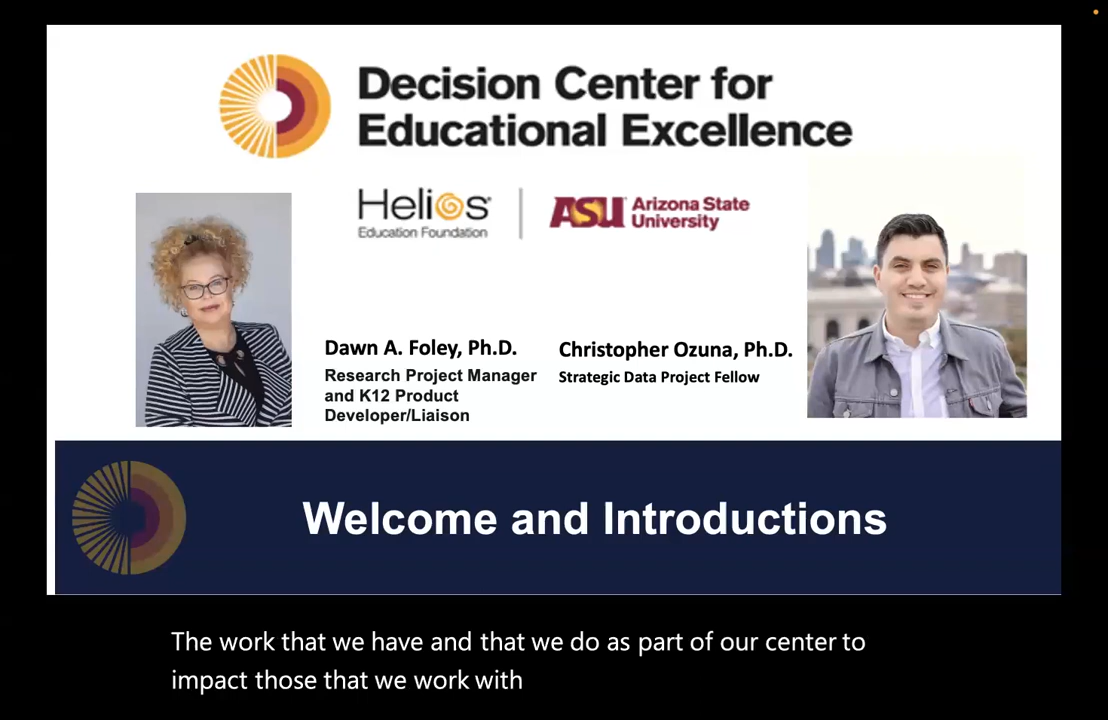 Decision Center for
Educational Excellence
Helios
Education Foundation
ASU Arizona State
University
Dawn A. Foley, Ph.D.
Research Project Manager
and K12 Product
Developer/Liaison
Christopher Ozuna, Ph.D.
Strategic Data Project Fellow
Welcome and Introductions
The work that we have and that we do as part of our center to
impact those that we work with